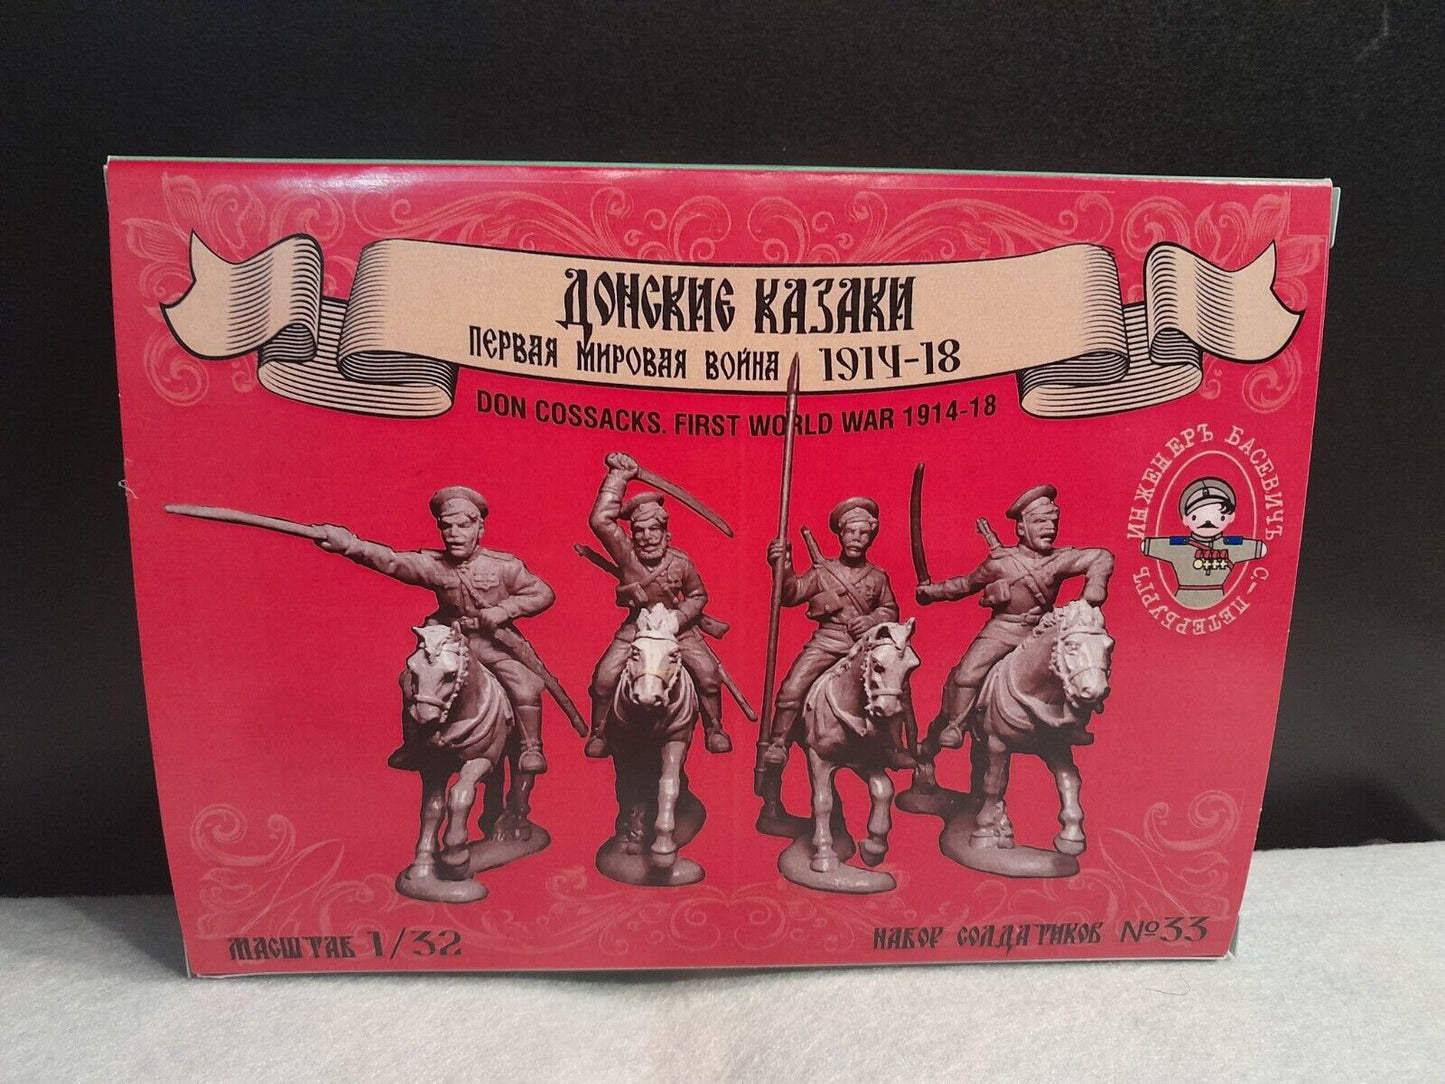 ДОНСКИЕ КАЗАКИ
ПЕРВАЯ МИРОВАЯ ВОЙНА 1914-18
DON COSSACKS. FIRST WORLD WAR 1914-18
ИНЖЕНЕРЪ БАСЕВИЧЪ
С.-ПЕТЕРБУРГЪ
МАСШТАБ 1/32
НАБОР СОЛДАТИКОВ №33